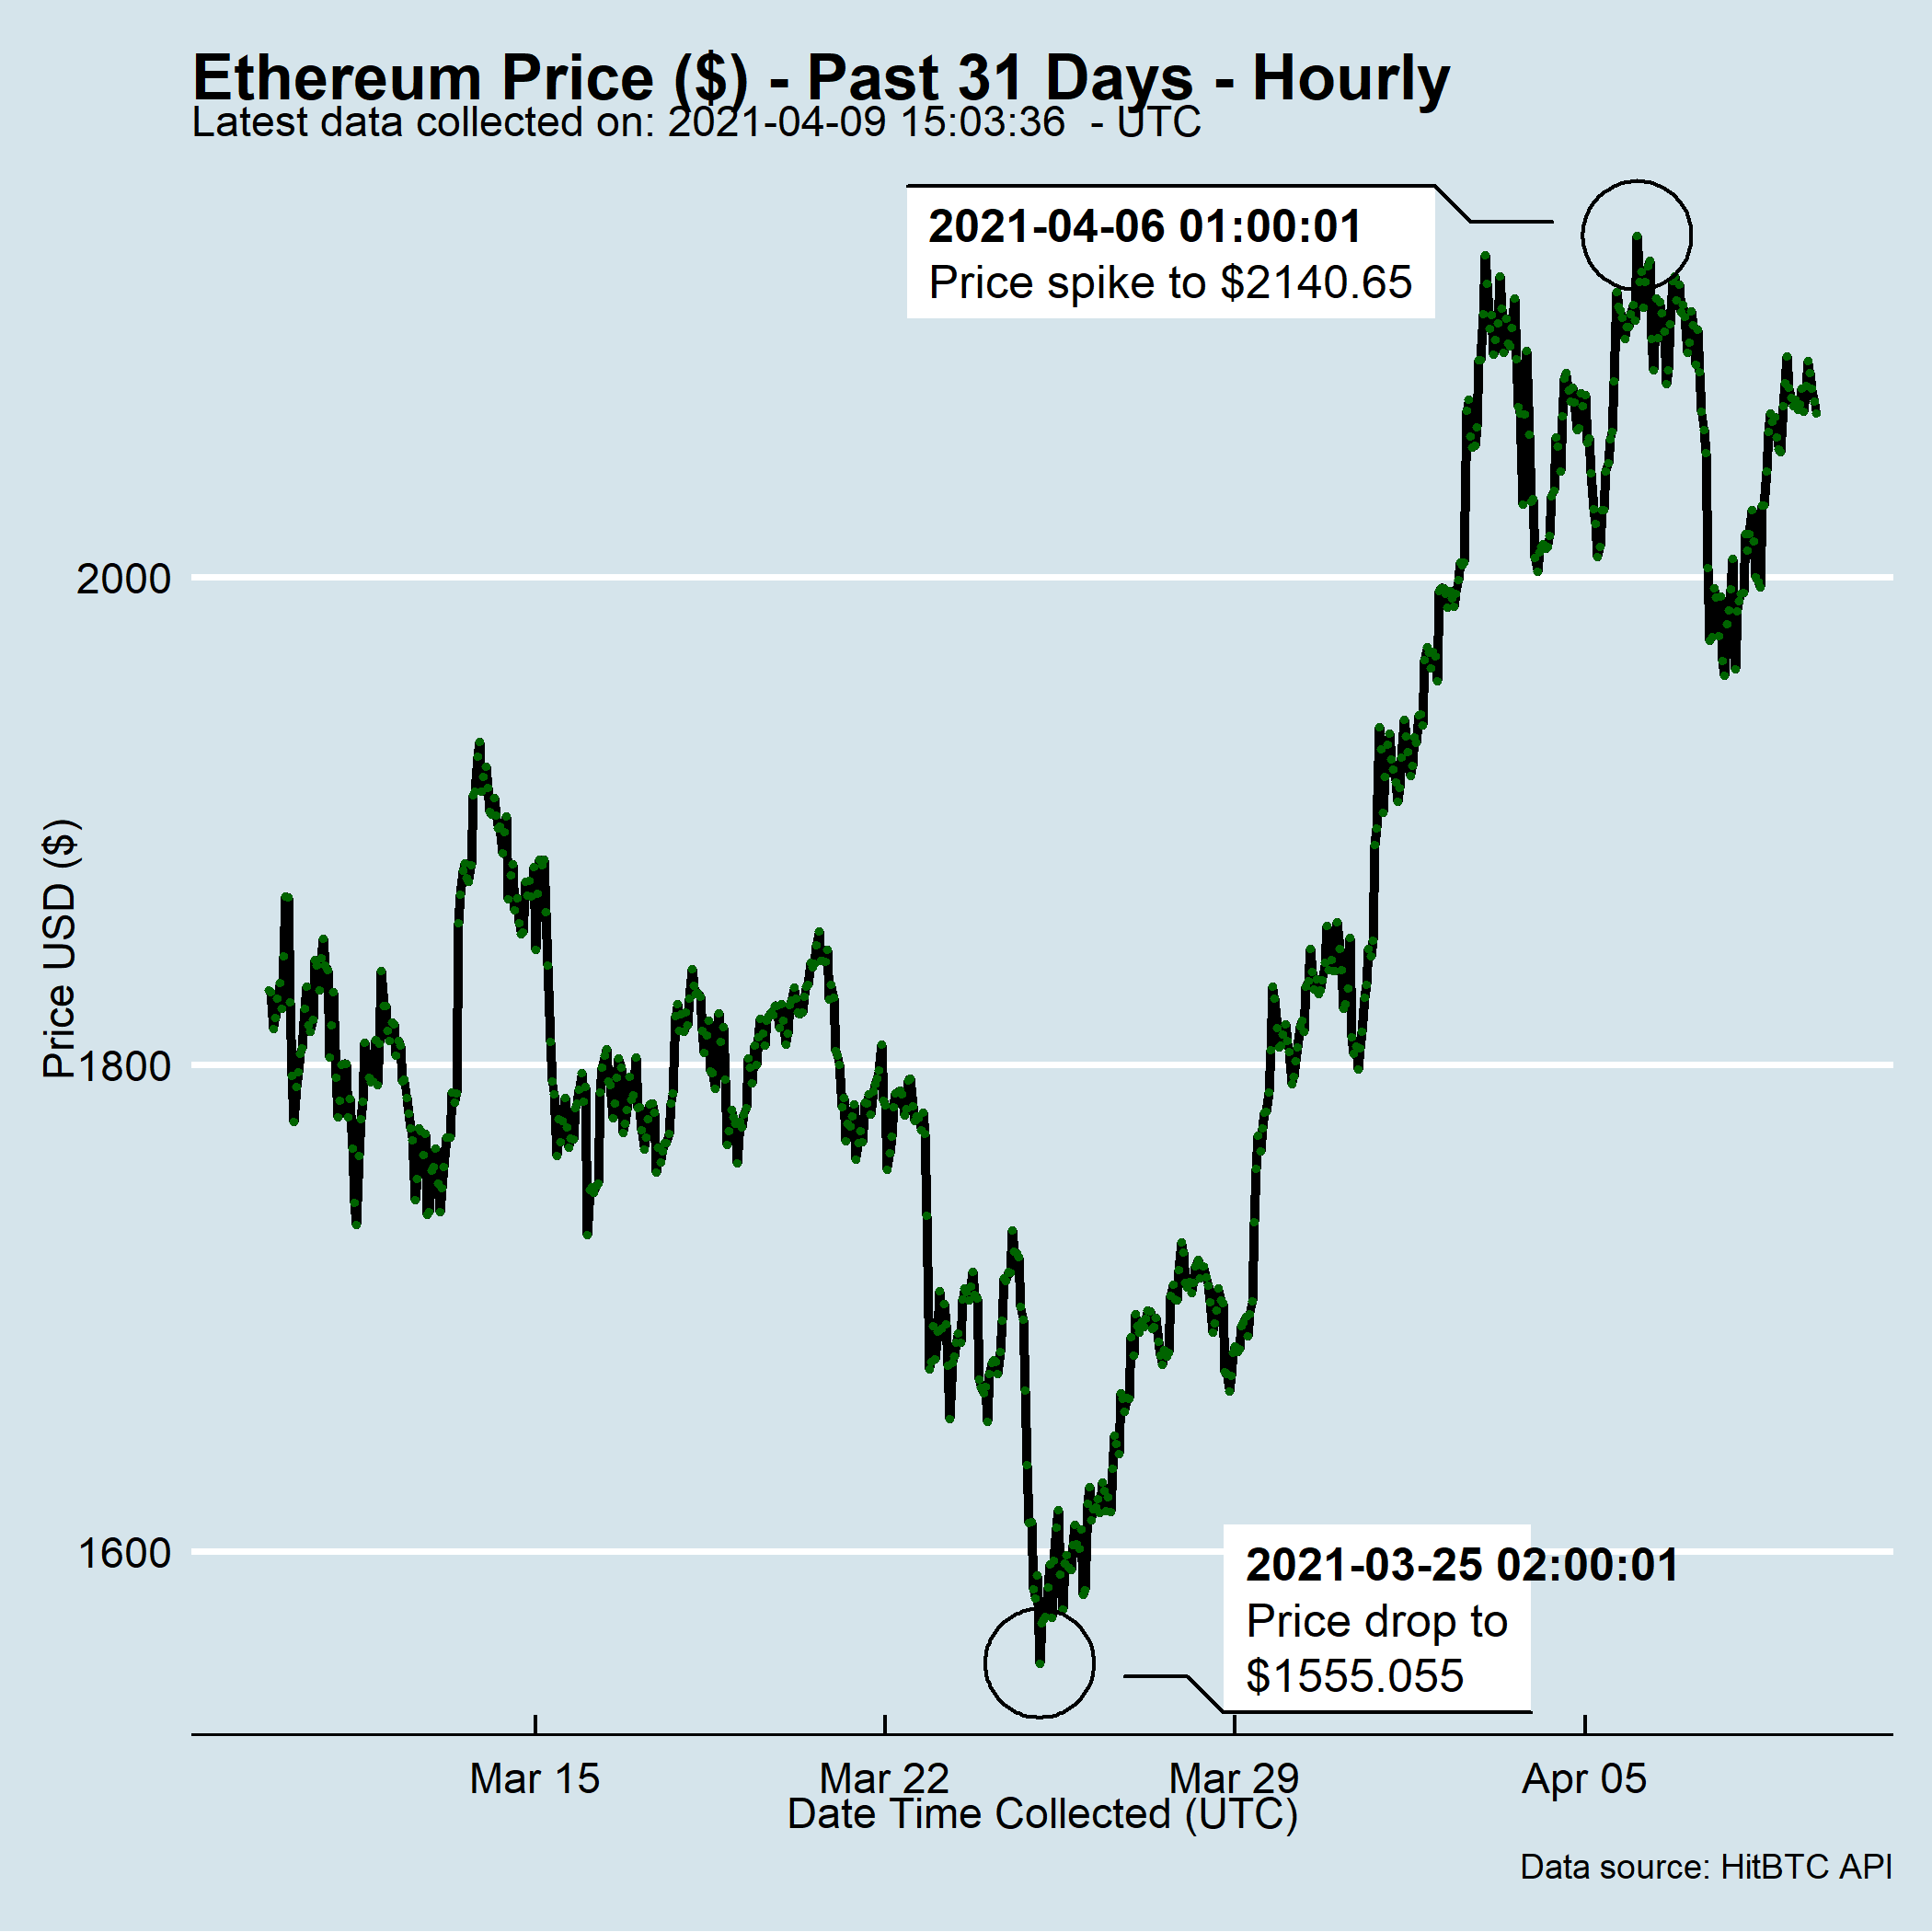 Ethereum Price ($) - Past 31 Days - Hourly
Latest data collected on: 2021-04-09 15:03:36  - UTC
2021-04-06 01:00:01
Price spike to $2140.65
2000
1800
1600
Price USD ($)
2021-03-25 02:00:01
Price drop to
$1555.055
Mar 15
Mar 22
Mar 29
Apr 05
Date Time Collected (UTC)
Data source: HitBTC API